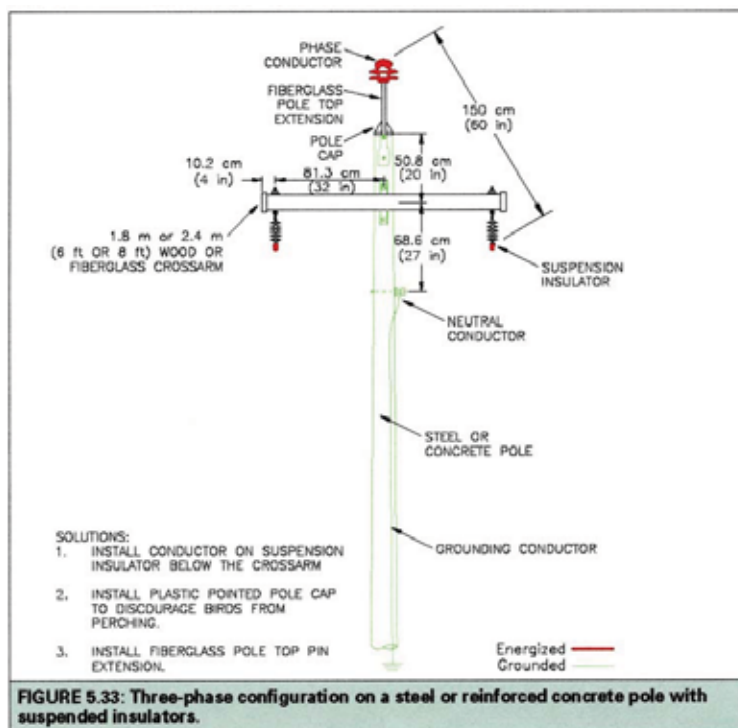 PHASE
CONDUCTOR
FIBERGLASS
POLE TOP
EXTENSION
POLE
CAP
150 cm
(60 in)
10.2 cm
(4 in)
81.3 cm
(32 in)
50.8 cm
(20 in)
1.8 m or 2.4 m
(6 ft OR 8 ft) WOOD OR
FIBERGLASS CROSSARM
68.6 cm
(27 in)
SUSPENSION
INSULATOR
NEUTRAL
CONDUCTOR
STEEL OR
CONCRETE POLE
GROUNDING CONDUCTOR
SOLUTIONS:
1. INSTALL CONDUCTOR ON SUSPENSION
INSULATOR BELOW THE CROSSARM
2. INSTALL PLASTIC POINTED POLE CAP
TO DISCOURAGE BIRDS FROM
PERCHING.
3. INSTALL FIBERGLASS POLE TOP PIN
EXTENSION.
Energized
Grounded
FIGURE 5.33: Three-phase configuration on a steel or reinforced concrete pole with
suspended insulators.